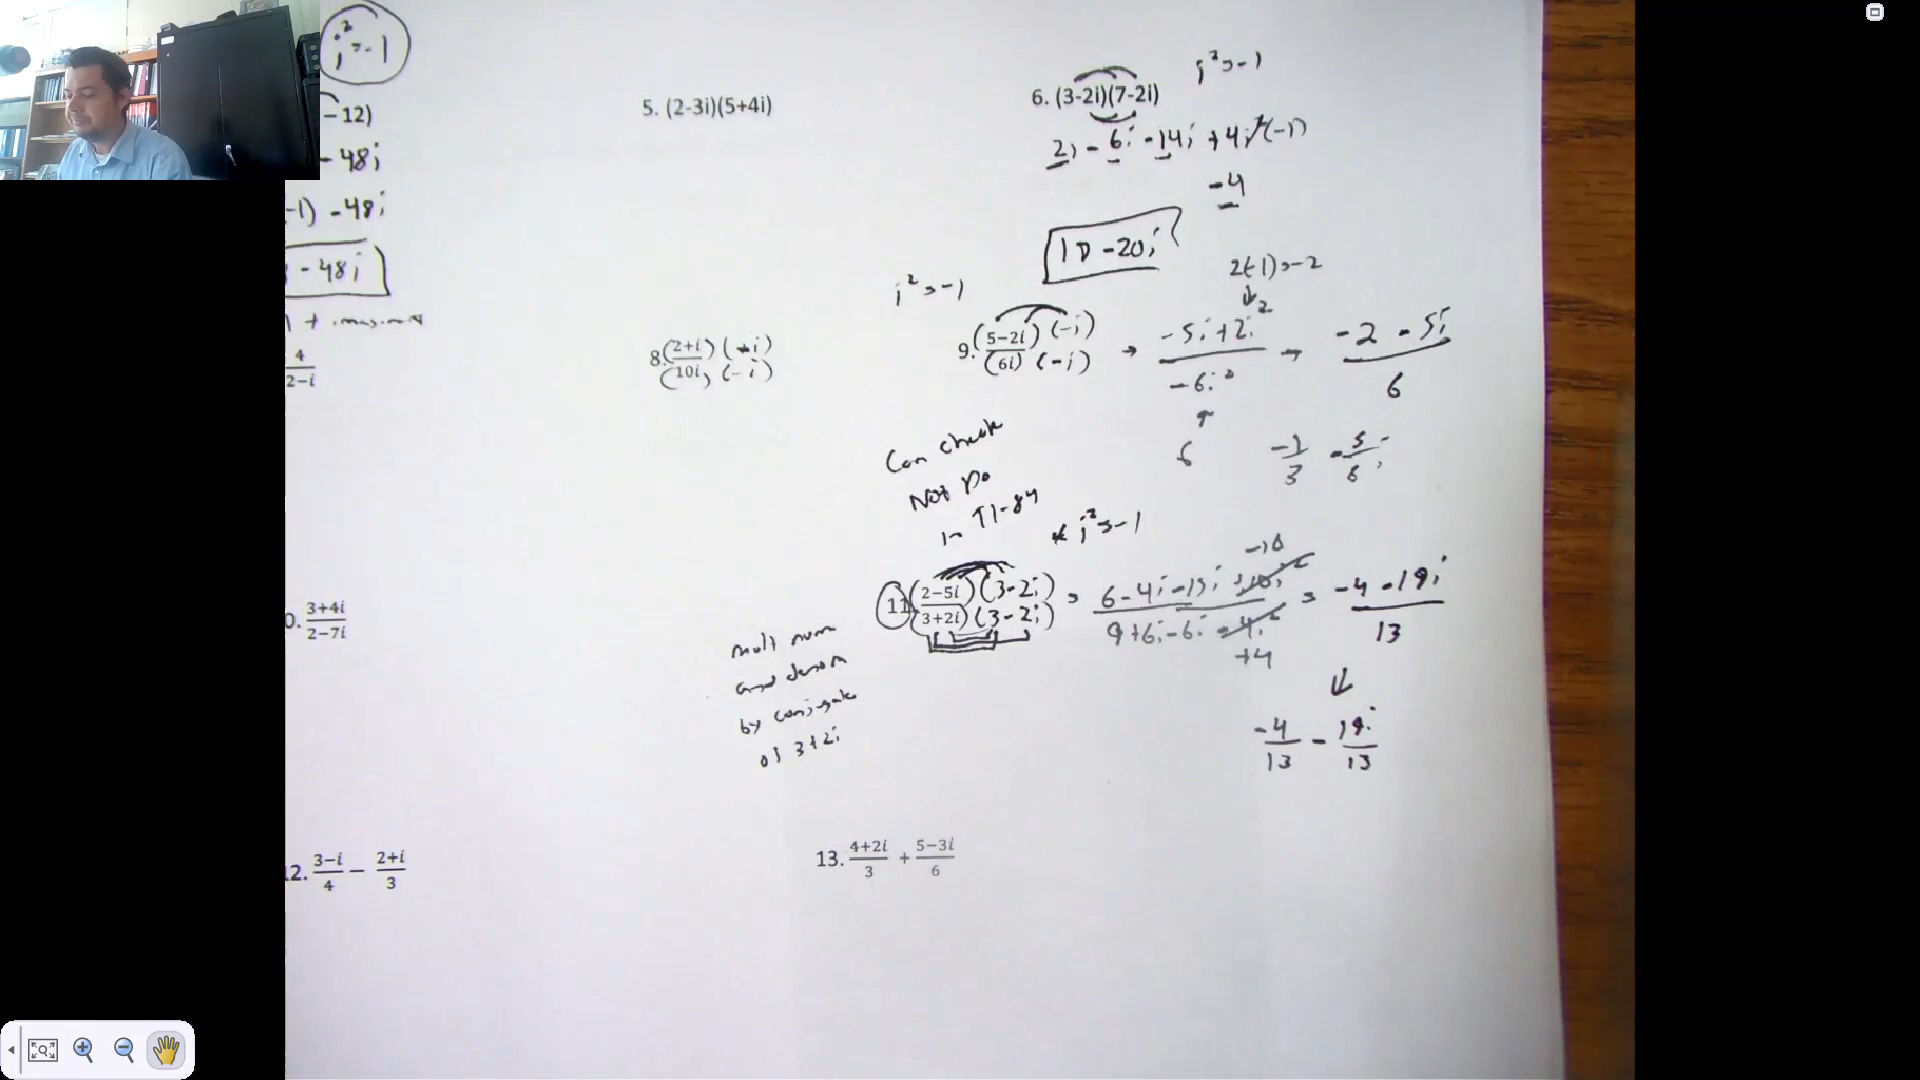 i²=-1
-12)
-48i
-1) -48i
-48i
4
2-i
5. (2-3i)(5+4i)
6. (3-2i)(7-2i)
i²=-1
21 - 6i -14i +4i² (-1)
-4
17 -20i
i²=-1
2(-1)=-2
8. (2+i) (-i)
(10i) (-i)
9. (5-2i) (-i) → -5i+2i² → -2 - 5i
(6i) (-i) -6i² 6
6
-1/3 - 5/6 i
Can check
Not Do
in TI-84
* i²=-1
10. 3+4i
2-7i
-10
11. (2-5i)(3-2i) = 6-4i-15i+10i² = -4-19i
(3+2i)(3-2i) 9+6i-6i-4i² 13
+4
mult num
and denom
by conjugate
of 3+2i
↓
-4/13 - 19i/13
12. 3-i/4 - 2+i/3
13. 4+2i/3 + 5-3i/6